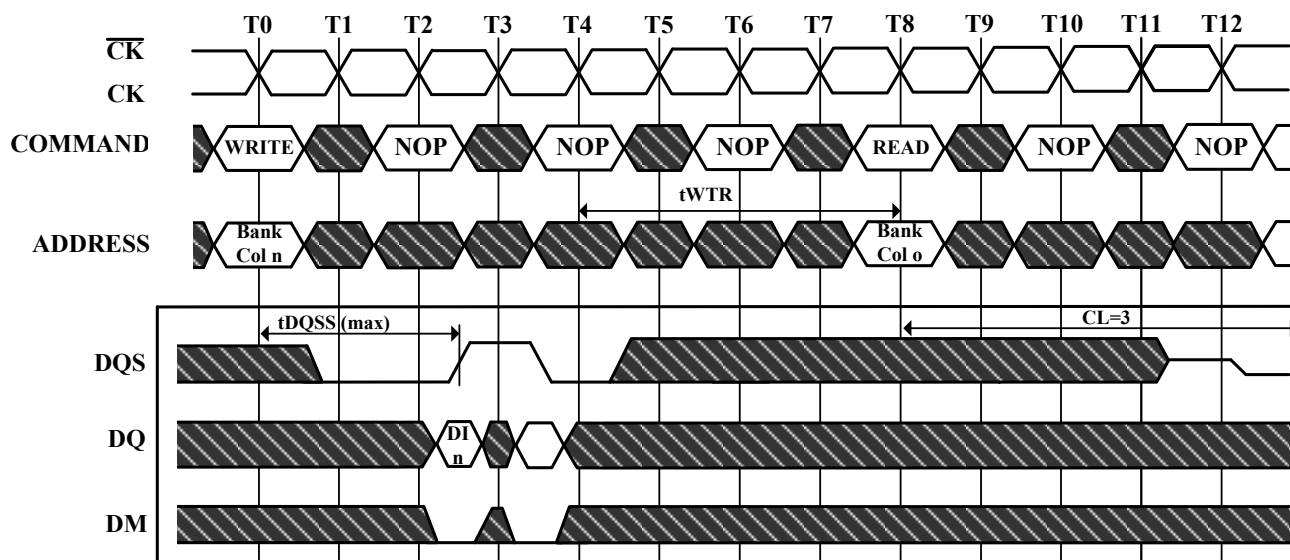 T0 T1 T2 T3 T4 T5 T6 T7 T8 T9 T10 T11 T12
CK
CK
COMMAND
WRITE NOP NOP NOP READ NOP NOP
tWTR
ADDRESS
Bank
Col n
Bank
Col o
tDQSS (max)
CL=3
DQS
DQ
DI
n
DM